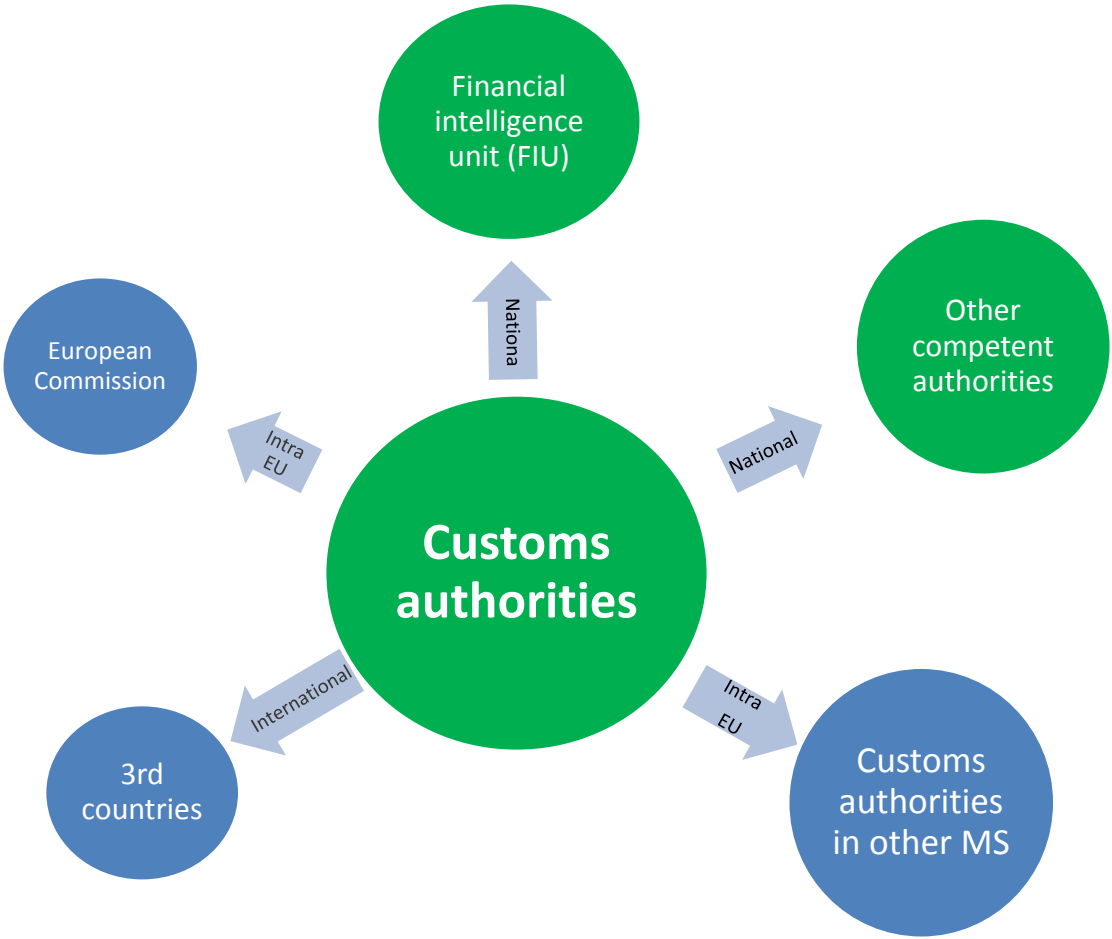 Financial
intelligence
unit (FIU)
Nationa
Other
competent
authorities
National
European
Commission
Intra
EU
Customs
authorities
International
3rd
countries
Intra
EU
Customs
authorities
in other MS